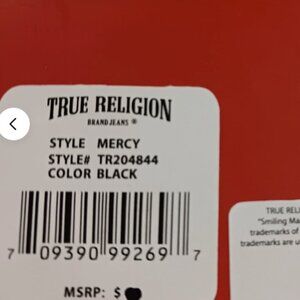 TRUE RELIGION
BRAND JEANS ®
STYLE MERCY
STYLE# TR204844
COLOR BLACK
7 09390 99269 7
MSRP: $
TRUE RELI
"Smiling Ma
trademarks of
trademarks are u